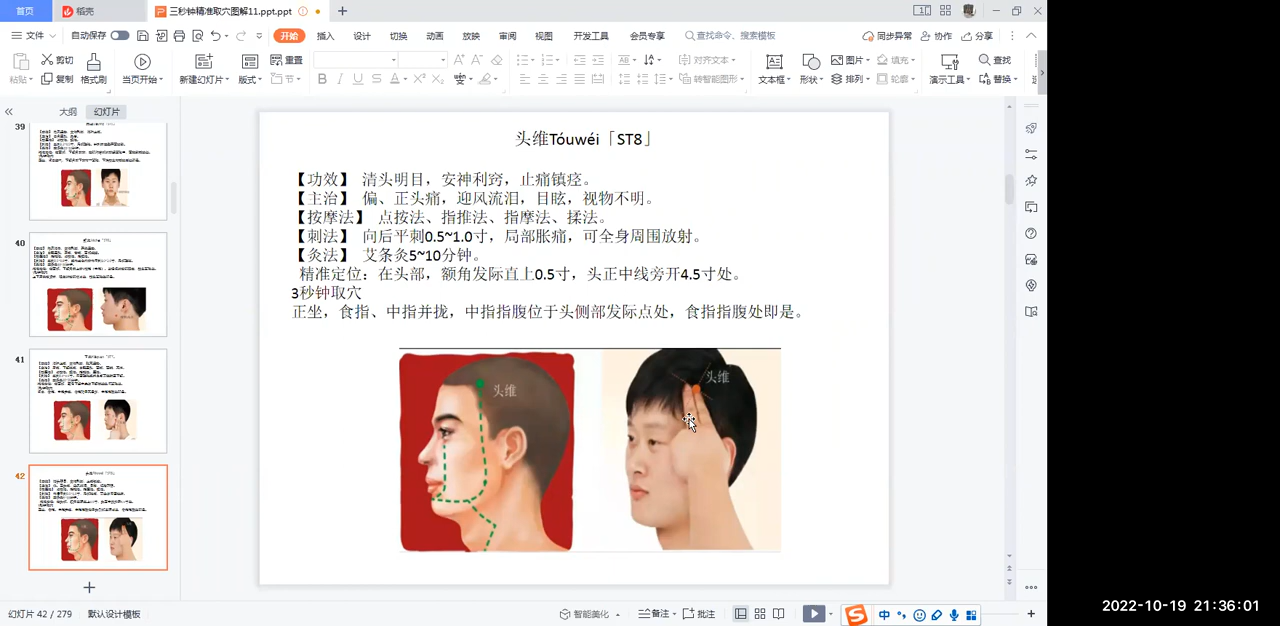 首页
稻壳
三秒钟精准取穴图解11.ppt.ppt
文件
自动保存
开始
插入
设计
切换
动画
放映
审阅
视图
开发工具
会员专享
查找命令、搜索模板
同步异常
协作
分享
粘贴
剪切
复制
格式刷
当页开始
新建幻灯片
版式
重置
节
B I U S A X² X₂
对齐文本
转智能图形
文本框
形状
图片
排列
填充
轮廓
演示工具
查找
替换
大纲
幻灯片
39
40
41
42
头维Tóuwéi「ST8」
【功效】 清头明目，安神利窍，止痛镇痉。
【主治】 偏、正头痛，迎风流泪，目眩，视物不明。
【按摩法】 点按法、指推法、指摩法、揉法。
【刺法】 向后平刺0.5~1.0寸，局部胀痛，可全身周围放射。
【灸法】 艾条灸5~10分钟。
精准定位：在头部，额角发际直上0.5寸，头正中线旁开4.5寸处。
3秒钟取穴
正坐，食指、中指并拢，中指指腹位于头侧部发际点处，食指指腹处即是。
头维
头维
幻灯片 42 / 279
默认设计模板
智能美化
备注
批注
中
2022-10-19 21:36:01